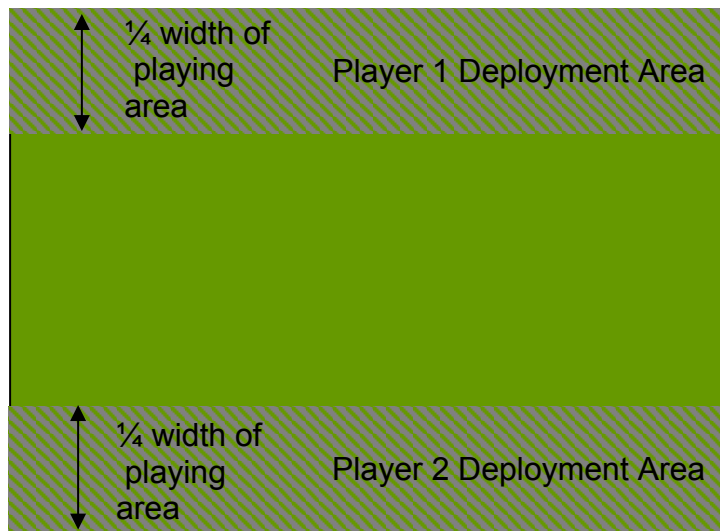 ¼ width of
playing
area
Player 1 Deployment Area
¼ width of
playing
area
Player 2 Deployment Area